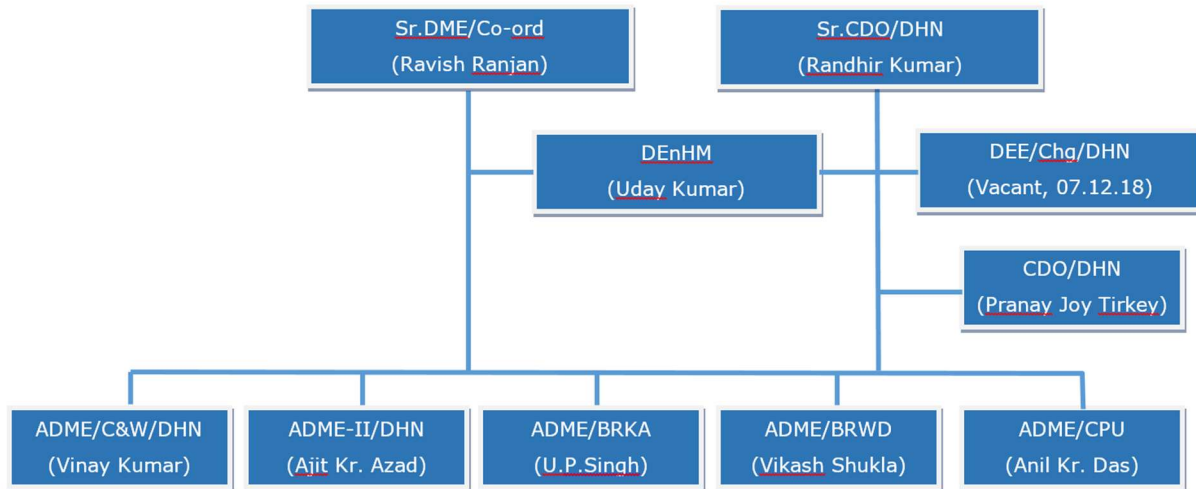 Sr.DME/Co-ord
(Ravish Ranjan)
Sr.CDO/DHN
(Randhir Kumar)
DEnHM
(Uday Kumar)
DEE/Chg/DHN
(Vacant, 07.12.18)
CDO/DHN
(Pranay Joy Tirkey)
ADME/C&W/DHN
(Vinay Kumar)
ADME-II/DHN
(Ajit Kr. Azad)
ADME/BRKA
(U.P.Singh)
ADME/BRWD
(Vikash Shukla)
ADME/CPU
(Anil Kr. Das)